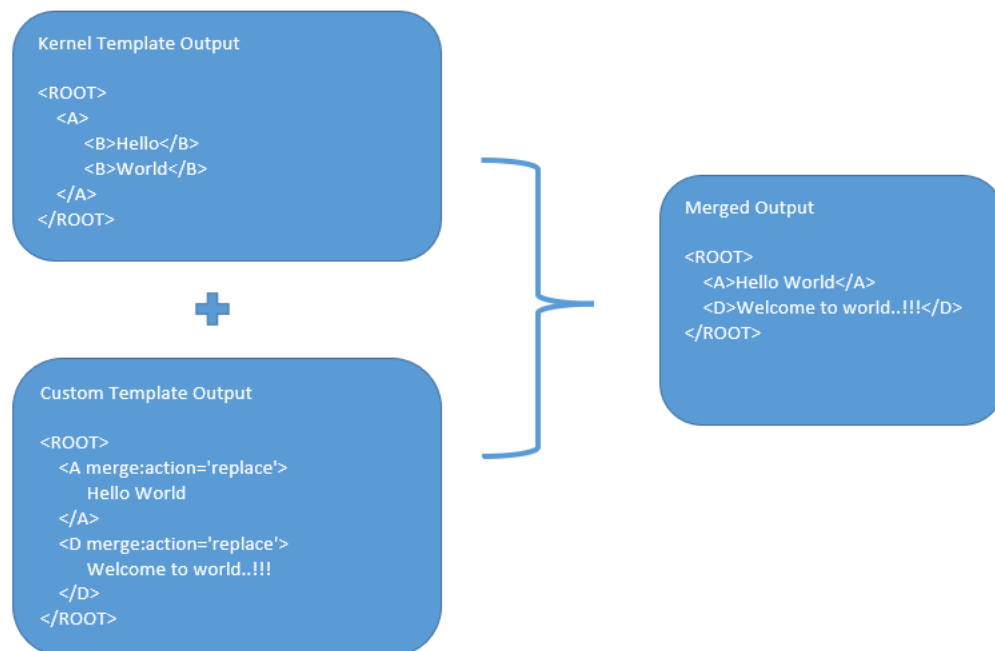 Kernel Template Output
<ROOT>
<A>
<B>Hello</B>
<B>World</B>
</A>
</ROOT>
Custom Template Output
<ROOT>
<A merge:action='replace'>
Hello World
</A>
<D merge:action='replace'>
Welcome to world..!!!
</D>
</ROOT>
Merged Output
<ROOT>
<A>Hello World</A>
<D>Welcome to world..!!!</D>
</ROOT>